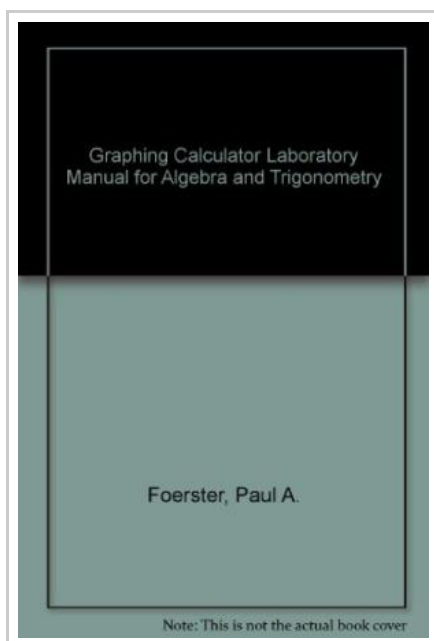 Graphing Calculator Laboratory
Manual for Algebra and Trigonometry
Foerster, Paul A.
Note: This is not the actual book cover